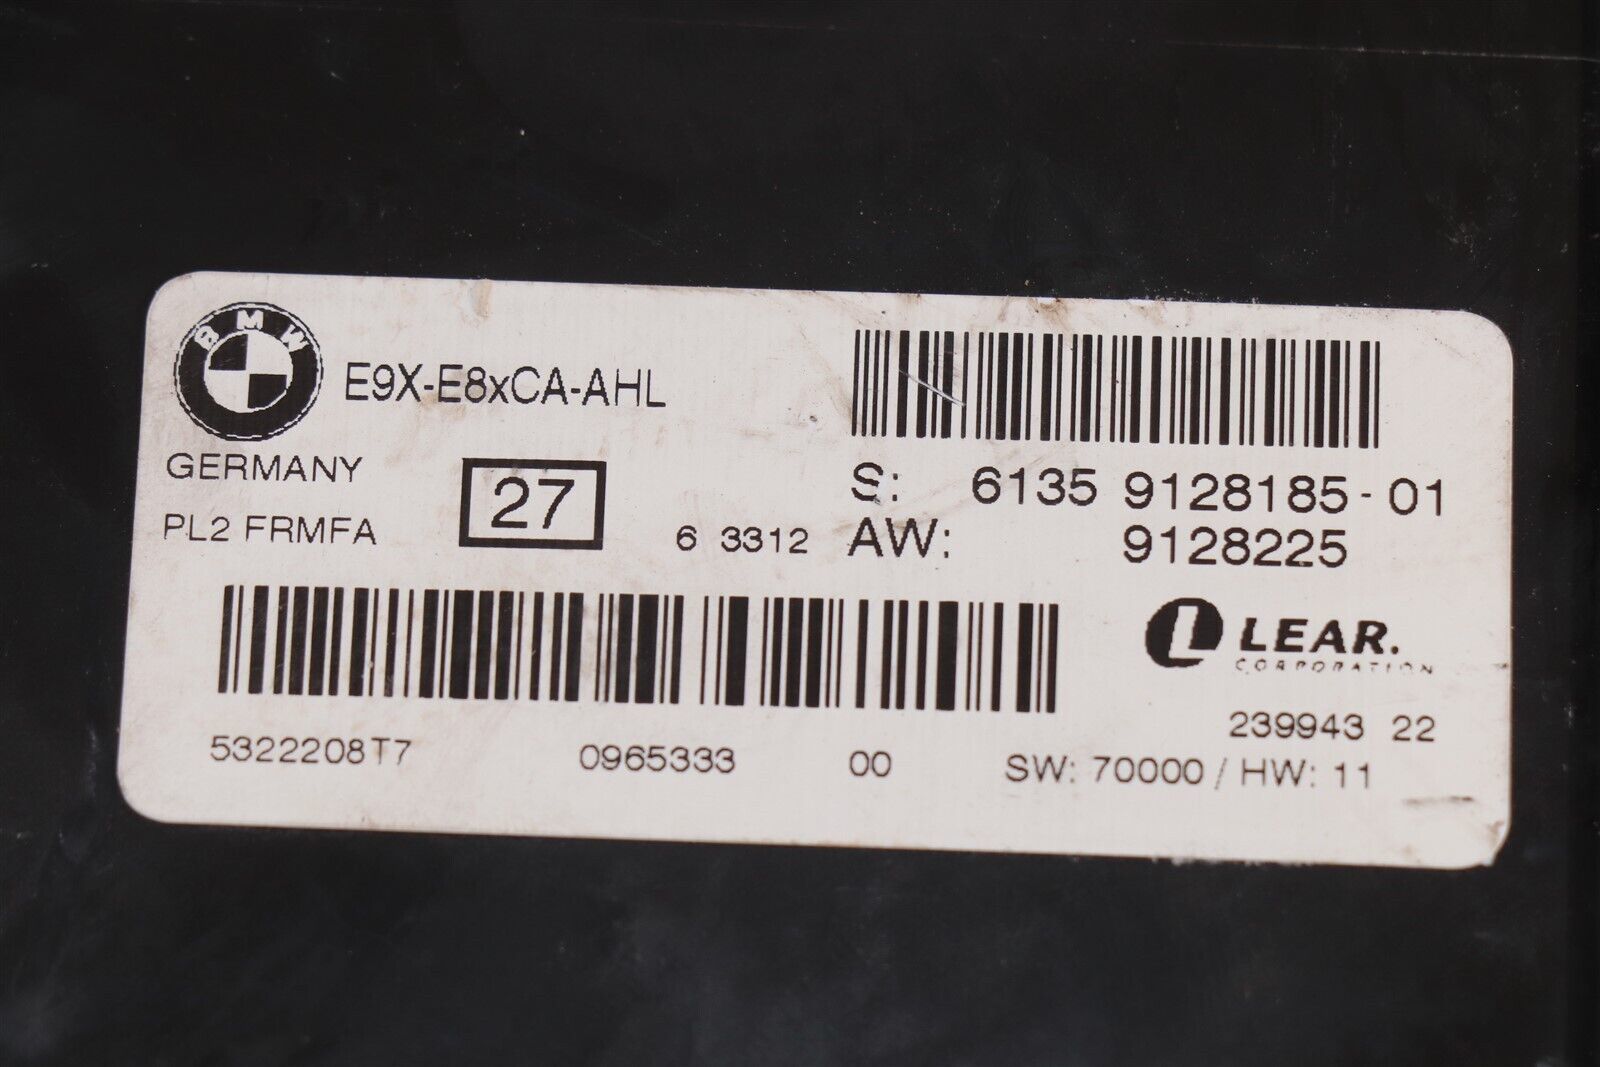 BMW
E9X-E8xCA-AHL
GERMANY
27
S: 6135 9128185-01
PL2 FRMFA
6 3312
AW: 9128225
LEAR.
CORPORATION
239943 22
5322208T7 0965333 00 SW: 70000 / HW: 11